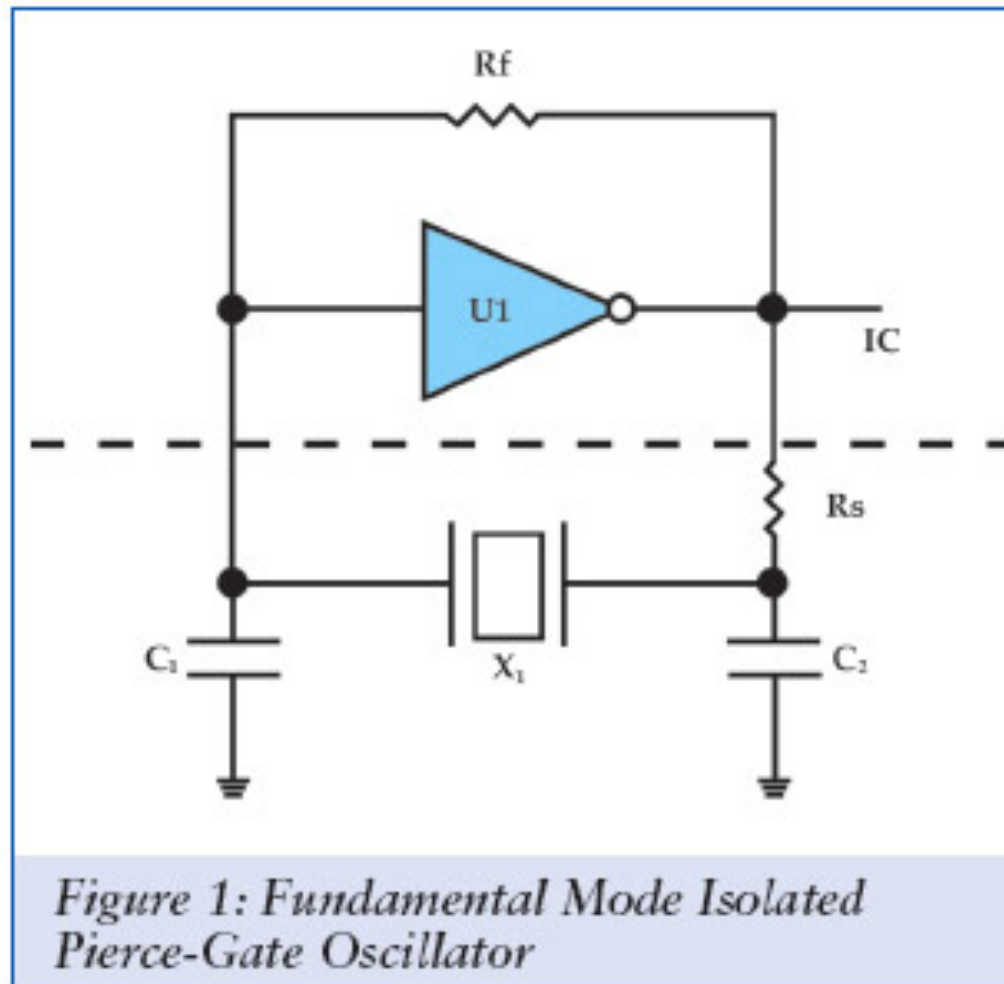 Rf
U1
IC
Rs
C₁
X₁
C₂
Figure 1: Fundamental Mode Isolated
Pierce-Gate Oscillator